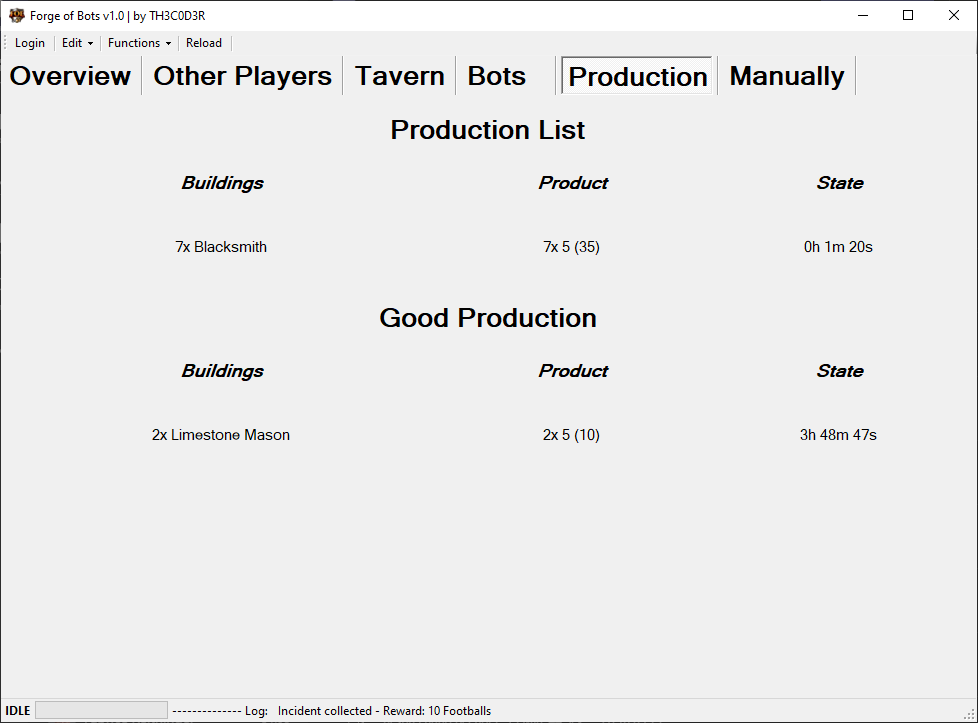 Forge of Bots v1.0 | by TH3C0D3R
Login Edit Functions Reload
Overview Other Players Tavern Bots Production Manually
Production List
Buildings Product State
7x Blacksmith 7x 5 (35) 0h 1m 20s
Good Production
Buildings Product State
2x Limestone Mason 2x 5 (10) 3h 48m 47s
IDLE -------------- Log: Incident collected - Reward: 10 Footballs